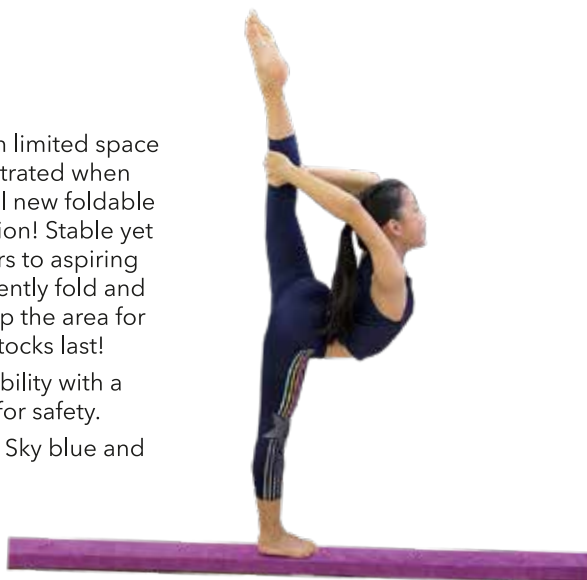 n limited space
trated when
l new foldable
ion! Stable yet
rs to aspiring
ently fold and
p the area for
tocks last!
bility with a
for safety.
Sky blue and